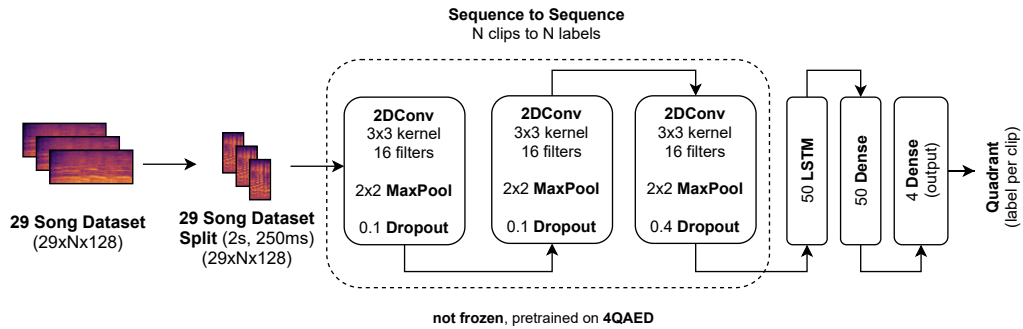 Sequence to Sequence
N clips to N labels
29 Song Dataset
(29xNx128)
29 Song Dataset
Split (2s, 250ms)
(29xNx128)
2DConv
3x3 kernel
16 filters
2x2 MaxPool
0.1 Dropout
2DConv
3x3 kernel
16 filters
2x2 MaxPool
0.1 Dropout
2DConv
3x3 kernel
16 filters
2x2 MaxPool
0.4 Dropout
50 LSTM
50 Dense
4 Dense
(output)
Quadrant
(label per clip)
not frozen, pretrained on 4QAED